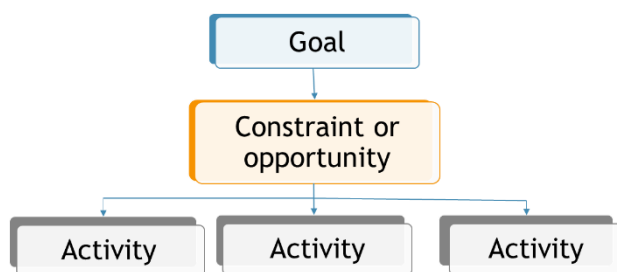 Goal
Constraint or
opportunity
Activity
Activity
Activity